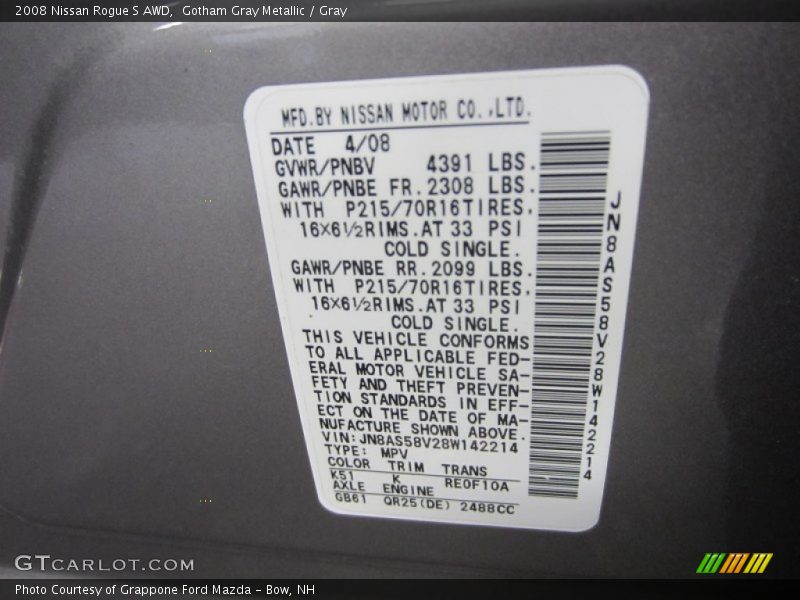 2008 Nissan Rogue S AWD,  Gotham Gray Metallic / Gray
MFD.BY NISSAN MOTOR CO.,LTD.
DATE 4/08
GVWR/PNBV 4391 LBS.
GAWR/PNBE FR.2308 LBS.
WITH P215/70R16TIRES.
16×6½RIMS.AT 33 PSI
COLD SINGLE.
GAWR/PNBE RR.2099 LBS.
WITH P215/70R16TIRES.
16×6½RIMS.AT 33 PSI
COLD SINGLE.
THIS VEHICLE CONFORMS
TO ALL APPLICABLE FED-
ERAL MOTOR VEHICLE SA-
FETY AND THEFT PREVEN-
TION STANDARDS IN EFF-
ECT ON THE DATE OF MA-
NUFACTURE SHOWN ABOVE.
VIN:JN8AS58V28W142214
TYPE: MPV
COLOR TRIM TRANS
K51 K RE0F10A
AXLE ENGINE
GB61 QR25(DE) 2488CC
JN8AS58V28W142214
GTCARLOT.COM
Photo Courtesy of Grappone Ford Mazda – Bow, NH